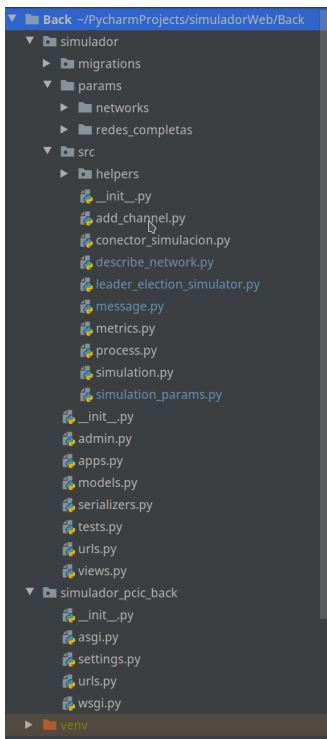 Back ~/PycharmProjects/simuladorWeb/Back
simulador
migrations
params
networks
redes_completas
src
helpers
__init__.py
add_channel.py
conector_simulacion.py
describe_network.py
leader_election_simulator.py
message.py
metrics.py
process.py
simulation.py
simulation_params.py
__init__.py
admin.py
apps.py
models.py
serializers.py
tests.py
urls.py
views.py
simulador_pcic_back
__init__.py
asgi.py
settings.py
urls.py
wsgi.py
venv